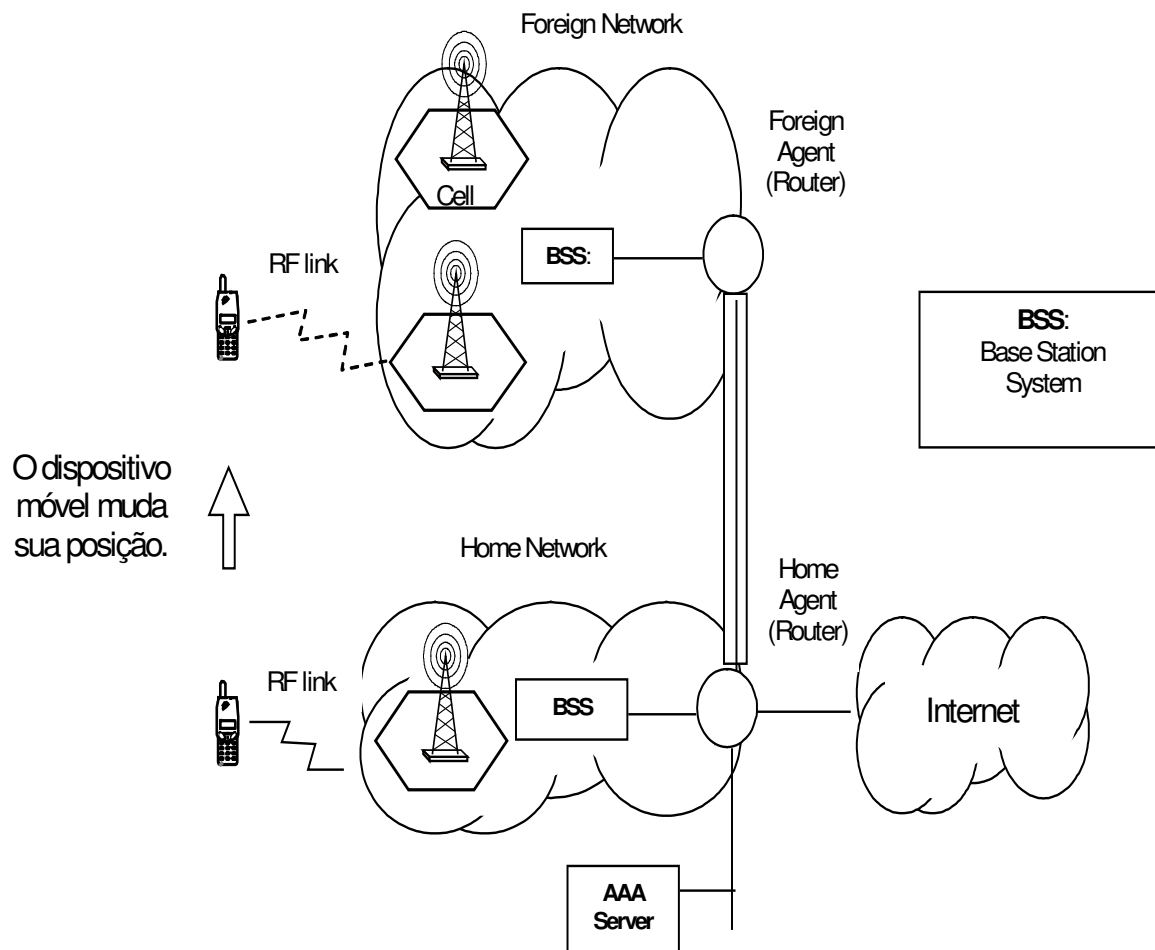 Foreign Network
Foreign
Agent
(Router)
Cell
BSS:
RF link
BSS:
Base Station
System
O dispositivo
móvel muda
sua posição.
Home Network
Home
Agent
(Router)
RF link
BSS
Internet
AAA
Server